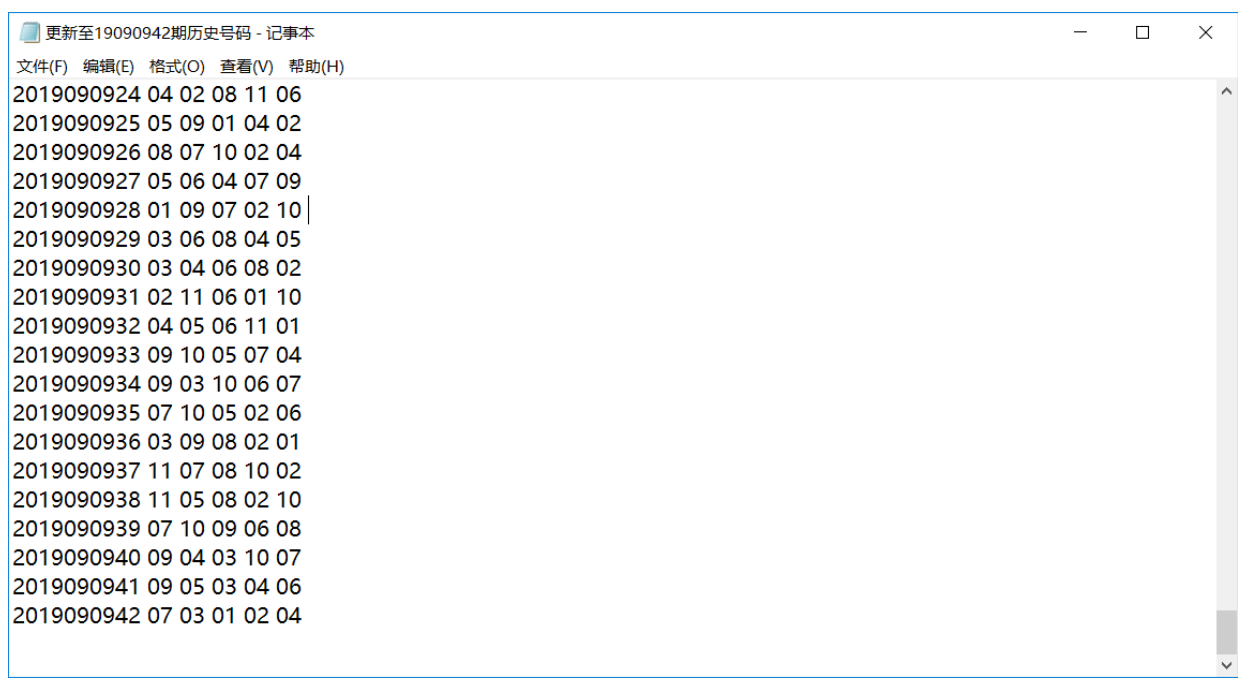 更新至19090942期历史号码 - 记事本
文件(F) 编辑(E) 格式(O) 查看(V) 帮助(H)
2019090924 04 02 08 11 06
2019090925 05 09 01 04 02
2019090926 08 07 10 02 04
2019090927 05 06 04 07 09
2019090928 01 09 07 02 10
2019090929 03 06 08 04 05
2019090930 03 04 06 08 02
2019090931 02 11 06 01 10
2019090932 04 05 06 11 01
2019090933 09 10 05 07 04
2019090934 09 03 10 06 07
2019090935 07 10 05 02 06
2019090936 03 09 08 02 01
2019090937 11 07 08 10 02
2019090938 11 05 08 02 10
2019090939 07 10 09 06 08
2019090940 09 04 03 10 07
2019090941 09 05 03 04 06
2019090942 07 03 01 02 04